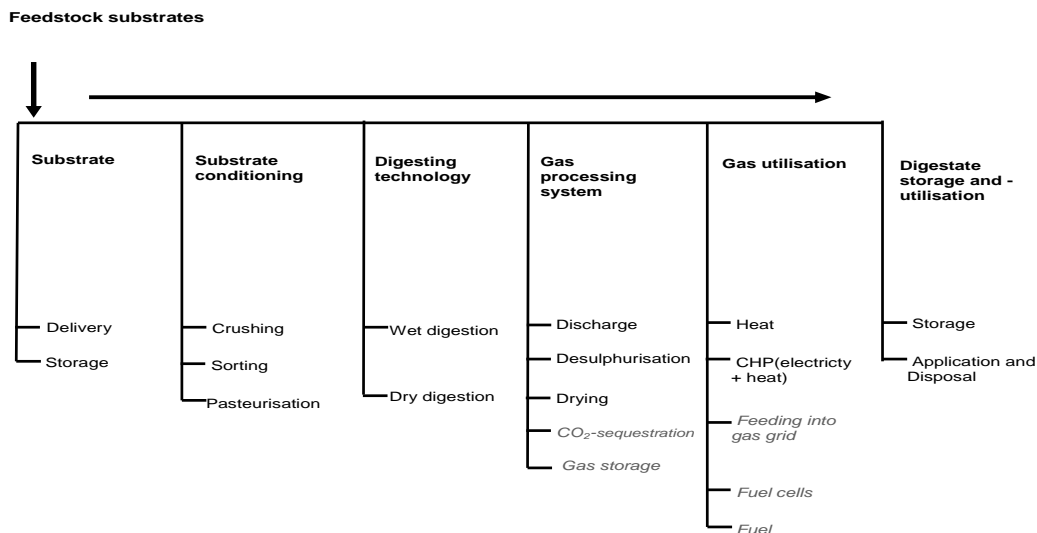 Feedstock substrates
Substrate
Substrate
conditioning
Digesting
technology
Gas
processing
system
Gas utilisation
Digestate
storage and -
utilisation
Delivery
Storage
Crushing
Sorting
Pasteurisation
Wet digestion
Dry digestion
Discharge
Desulphurisation
Drying
CO₂-sequestration
Gas storage
Heat
CHP(electricty
+ heat)
Feeding into
gas grid
Fuel cells
Fuel
Storage
Application and
Disposal